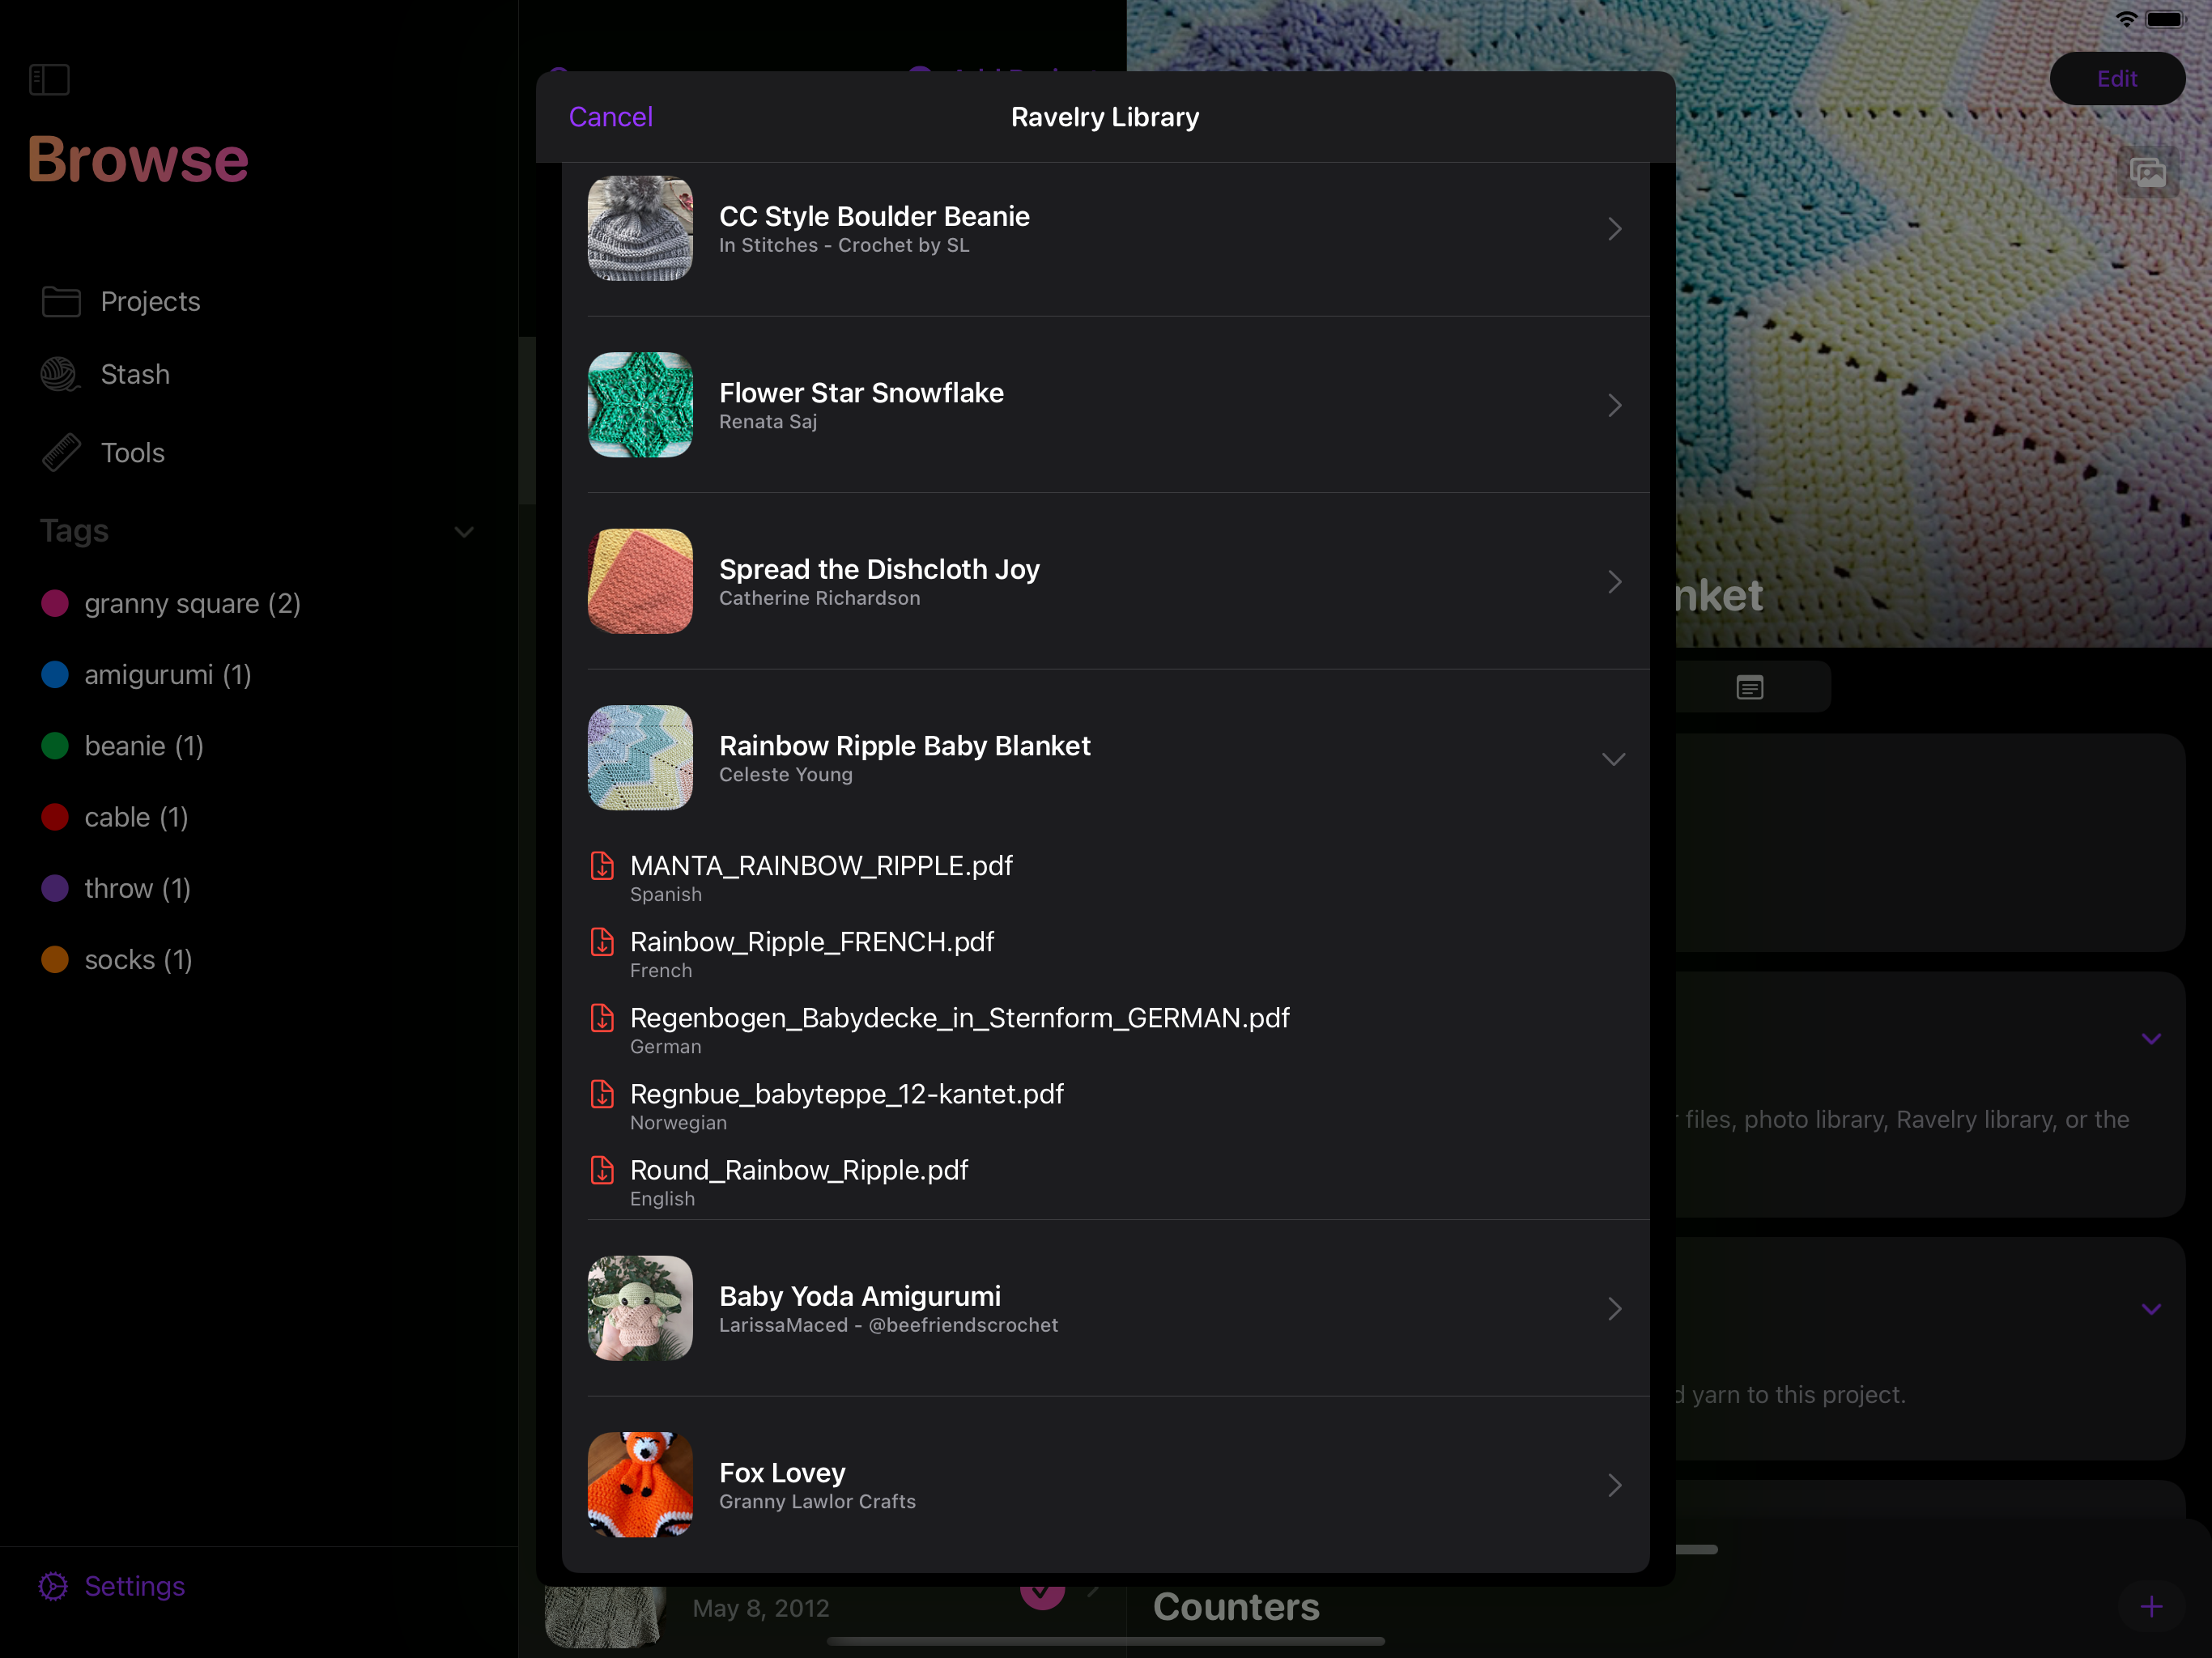 Browse
Projects
Stash
Tools
Tags
granny square (2)
amigurumi (1)
beanie (1)
cable (1)
throw (1)
socks (1)
Settings
Cancel
Ravelry Library
CC Style Boulder Beanie
In Stitches - Crochet by SL
Flower Star Snowflake
Renata Saj
Spread the Dishcloth Joy
Catherine Richardson
Rainbow Ripple Baby Blanket
Celeste Young
MANTA_RAINBOW_RIPPLE.pdf
Spanish
Rainbow_Ripple_FRENCH.pdf
French
Regenbogen_Babydecke_in_Sternform_GERMAN.pdf
German
Regnbue_babyteppe_12-kantet.pdf
Norwegian
Round_Rainbow_Ripple.pdf
English
Baby Yoda Amigurumi
LarissaMaced - @beefriendscrochet
Fox Lovey
Granny Lawlor Crafts
May 8, 2012
Edit
nket
files, photo library, Ravelry library, or the
yarn to this project.
Counters